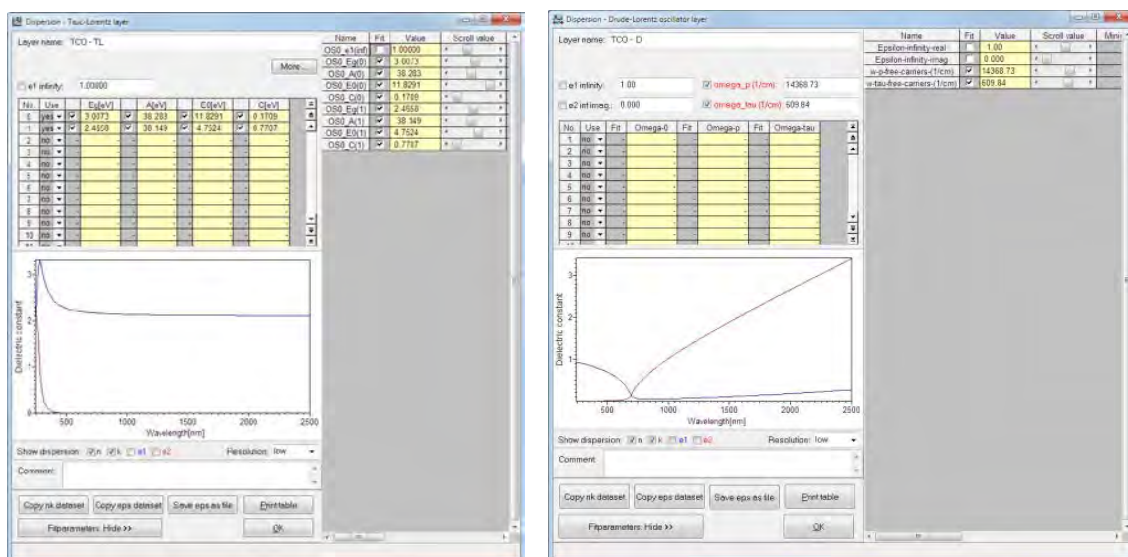 Dispersion - Tauc-Lorentz layer
Layer name: TCO - TL
More...
e1 infinity: 1.00000
No. Use Eg[eV] A[eV] E0[eV] C[eV]
0 yes 3.0073 38.283 11.8291 0.1709
1 yes 2.4658 38.149 4.7524 0.7707
2 no
3 no
4 no
5 no
6 no
7 no
8 no
9 no
10 no
Name Fit Value Scroll value
OS0_e1(inf) 1.00000
OS0_Eg(0) 3.0073
OS0_A(0) 38.283
OS0_E0(0) 11.8291
OS0_C(0) 0.1709
OS0_Eg(1) 2.4658
OS0_A(1) 38.149
OS0_E0(1) 4.7524
OS0_C(1) 0.7707
Dielectric constant
3
2
1
0
500 1000 1500 2000 2500
Wavelength[nm]
Show dispersion: n k e1 e2 Resolution: low
Comment:
Copy nk dataset Copy eps dataset Save eps as file Print table
Fitparameters: Hide >> OK
Dispersion - Drude-Lorentz oscillator layer
Layer name: TCO - D
e1 infinity: 1.00 omega_p (1/cm): 14368.73
e2 inf imag.: 0.000 omega_tau (1/cm): 609.84
No. Use Fit Omega-0 Fit Omega-p Fit Omega-tau
1 no
2 no
3 no
4 no
5 no
6 no
7 no
8 no
9 no
Name Fit Value Scroll value
Epsilon-infinity-real 1.00
Epsilon-infinity-imag 0.000
w-p-free-carriers-(1/cm) 14368.73
w-tau-free-carriers-(1/cm) 609.84
Dielectric constant
3
2
1
500 1000 1500 2000 2500
Wavelength[nm]
Show dispersion: n k e1 e2 Resolution: low
Comment
Copy nk dataset Copy eps dataset Save eps as file Print table
Fitparameters: Hide >> OK